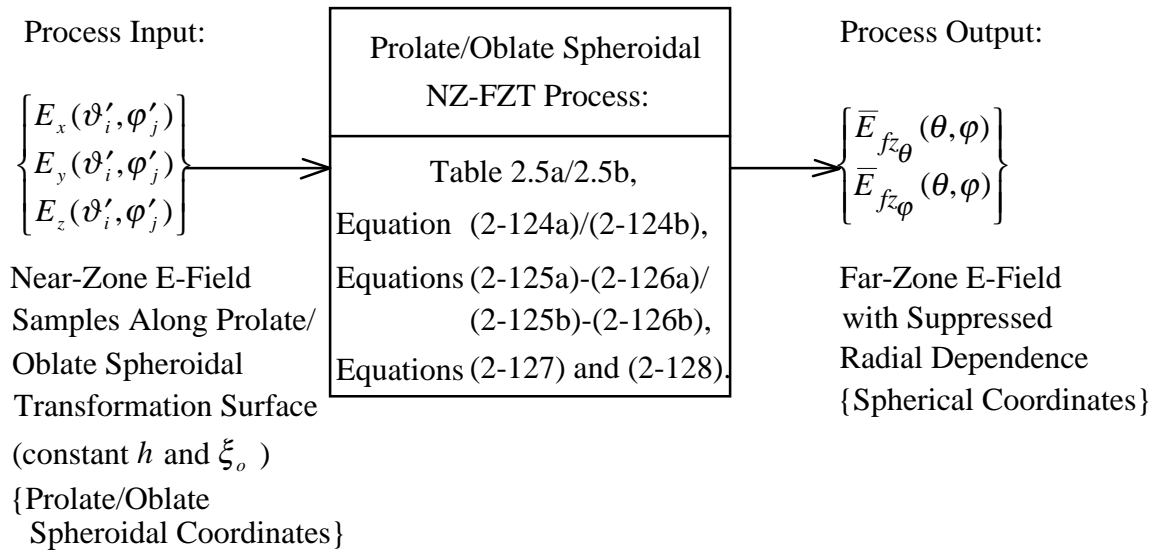 Process Input:
E_x(ϑ′_i,φ′_j)
E_y(ϑ′_i,φ′_j)
E_z(ϑ′_i,φ′_j)
Near-Zone E-Field
Samples Along Prolate/
Oblate Spheroidal
Transformation Surface
(constant h and ξ_o )
{Prolate/Oblate
Spheroidal Coordinates}
Prolate/Oblate Spheroidal
NZ-FZT Process:
Table 2.5a/2.5b,
Equation (2-124a)/(2-124b),
Equations (2-125a)-(2-126a)/
(2-125b)-(2-126b),
Equations (2-127) and (2-128).
Process Output:
E̅_fz_θ (θ,φ)
E̅_fz_φ (θ,φ)
Far-Zone E-Field
with Suppressed
Radial Dependence
{Spherical Coordinates}